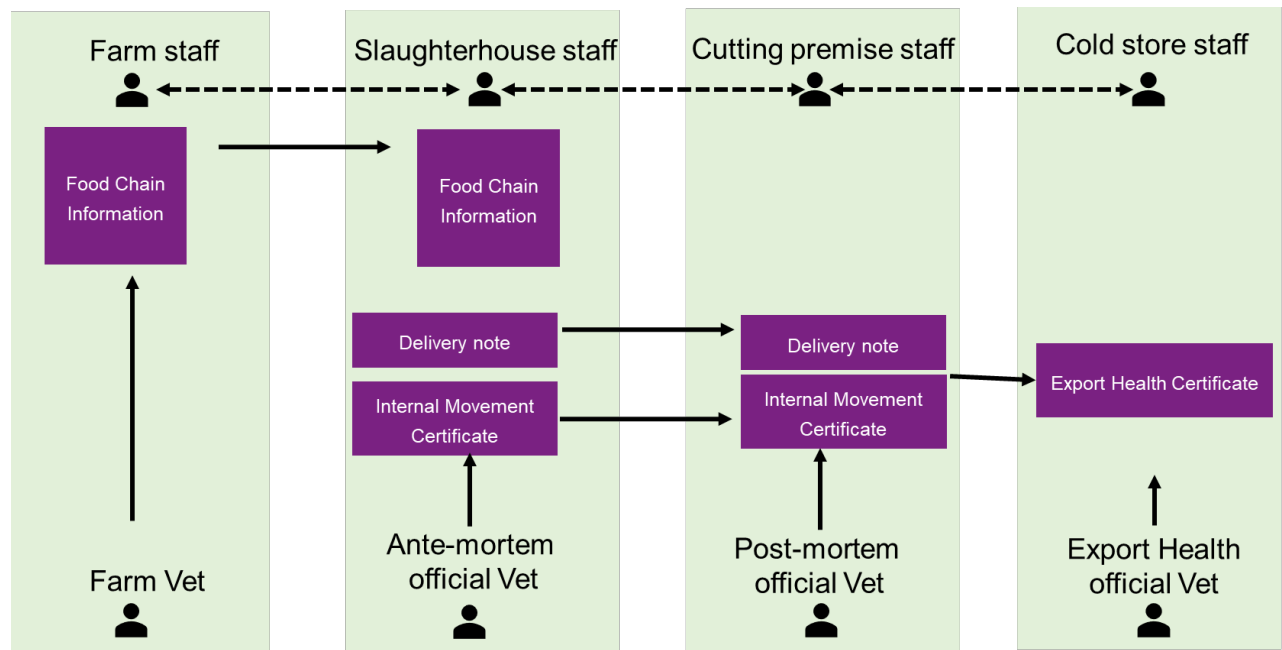 Farm staff
Slaughterhouse staff
Cutting premise staff
Cold store staff
Food Chain
Information
Food Chain
Information
Delivery note
Delivery note
Internal Movement
Certificate
Internal Movement
Certificate
Export Health Certificate
Farm Vet
Ante-mortem
official Vet
Post-mortem
official Vet
Export Health
official Vet